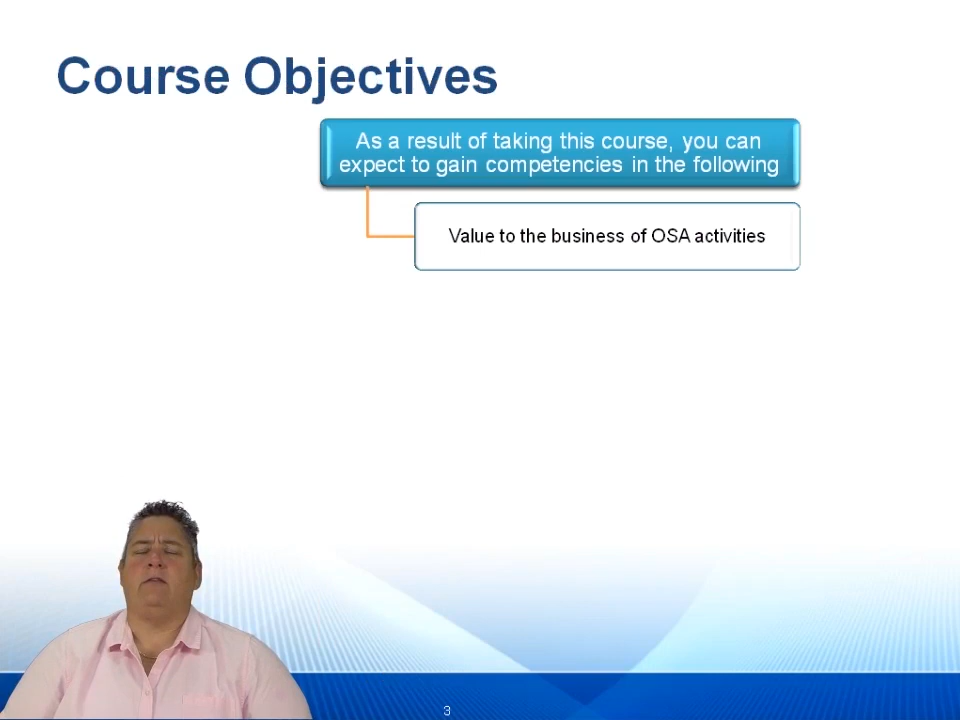 Course Objectives
As a result of taking this course, you can
expect to gain competencies in the following
Value to the business of OSA activities
3